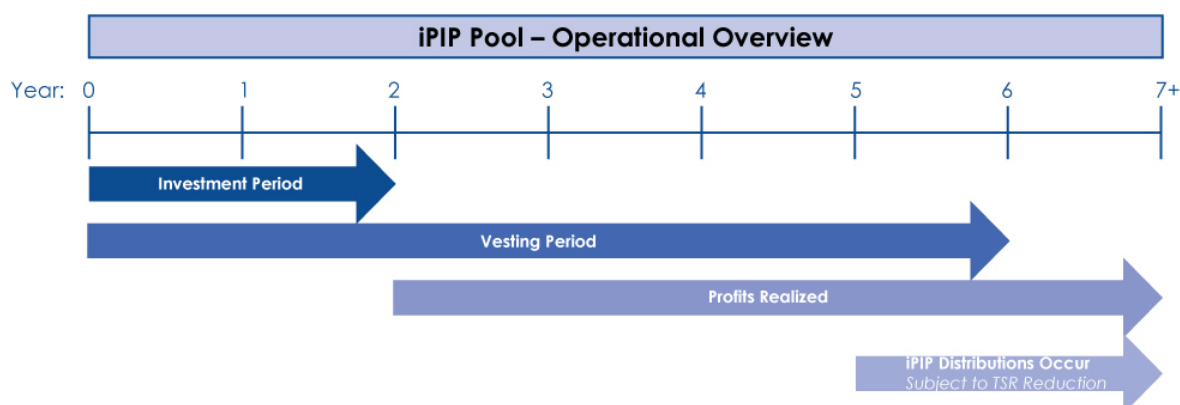 iPIP Pool – Operational Overview
Year: 0 1 2 3 4 5 6 7+
Investment Period
Vesting Period
Profits Realized
iPIP Distributions Occur
Subject to TSR Reduction